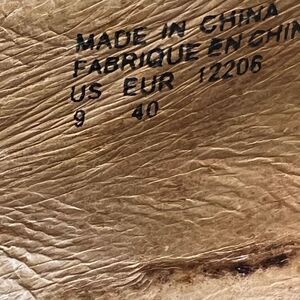 MADE IN CHINA
FABRIQUE EN CHIN
US EUR 12206
9 40